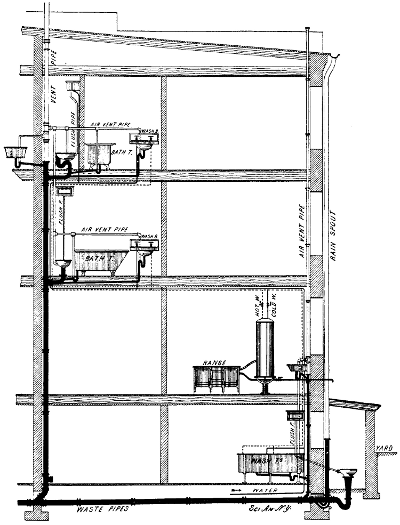 VENT PIPE
FLUSH PIPE
AIR VENT PIPE
WASH B.
BATH T.
FLUSH P.
AIR VENT PIPE
WASH B.
BATH T.
AIR VENT PIPE
RAIN SPOUT
HOT W.
COLD W.
RANGE
FLUSH P.
WASH TS
YARD
WATER
WASTE PIPES
Sci. Am. N.Y.